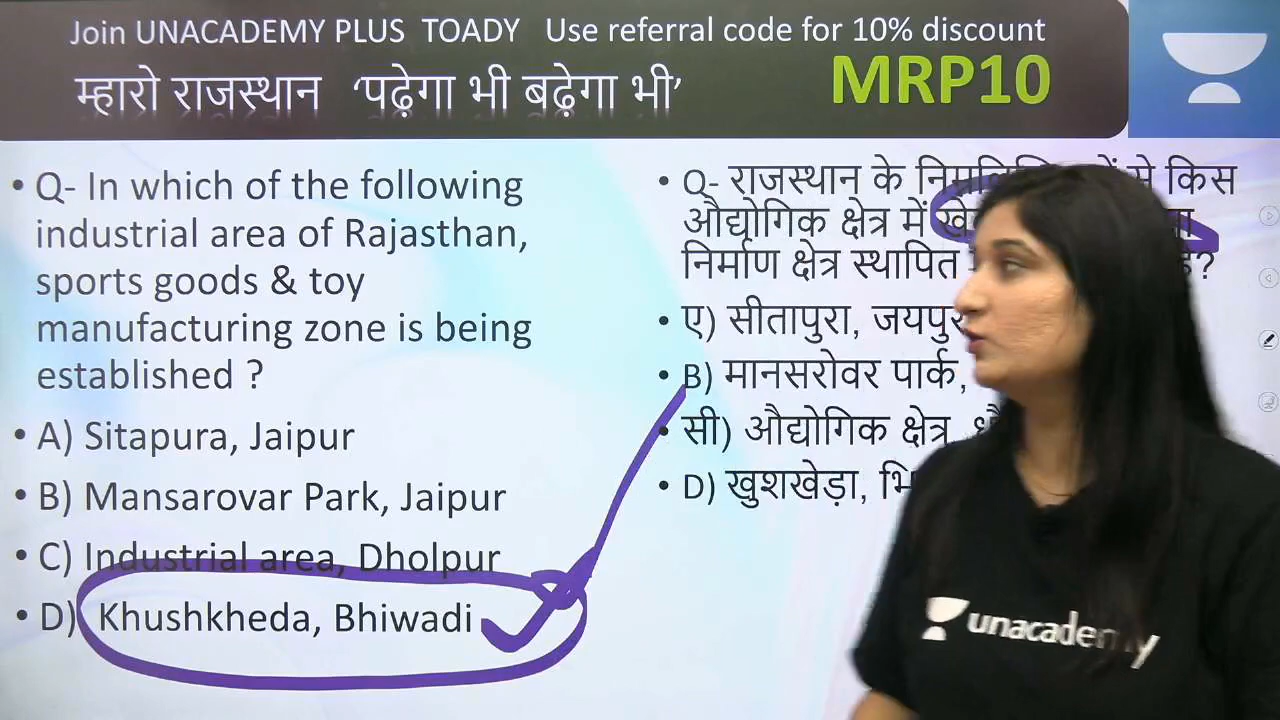 Join UNACADEMY PLUS TOADY Use referral code for 10% discount
म्हारो राजस्थान ‘पढ़ेगा भी बढ़ेगा भी’ MRP10
• Q- In which of the following
industrial area of Rajasthan,
sports goods & toy
manufacturing zone is being
established ?
• A) Sitapura, Jaipur
• B) Mansarovar Park, Jaipur
• C) Industrial area, Dholpur
• D) Khushkheda, Bhiwadi
• Q- राजस्थान के से किस
औद्योगिक क्षेत्र में
निर्माण क्षेत्र स्थापित
• ए) सीतापुरा,
• B) मानसरोवर पार्क,
• सी) औद्योगिक क्षेत्र,
• D) खुशखेड़ा,
unacademy